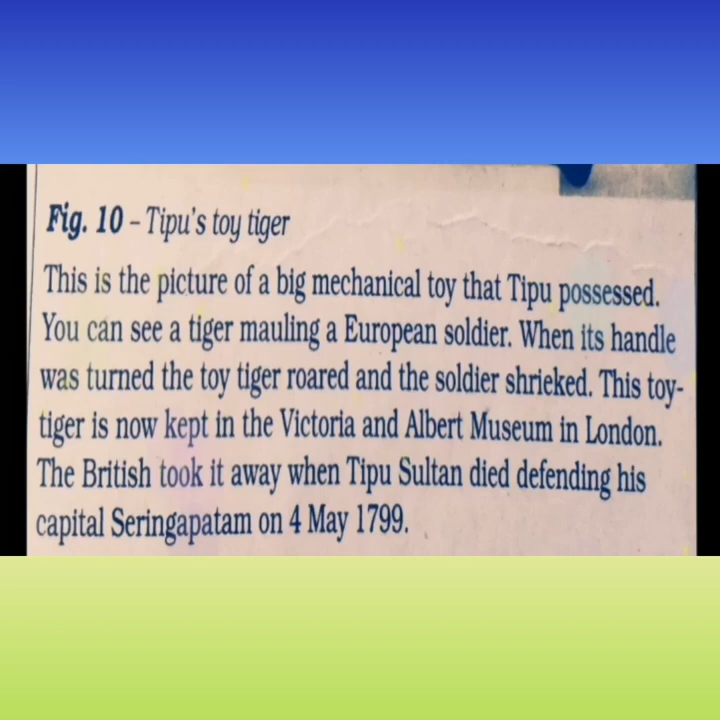 Fig. 10 – Tipu's toy tiger
This is the picture of a big mechanical toy that Tipu possessed.
You can see a tiger mauling a European soldier. When its handle
was turned the toy tiger roared and the soldier shrieked. This toy-
tiger is now kept in the Victoria and Albert Museum in London.
The British took it away when Tipu Sultan died defending his
capital Seringapatam on 4 May 1799.